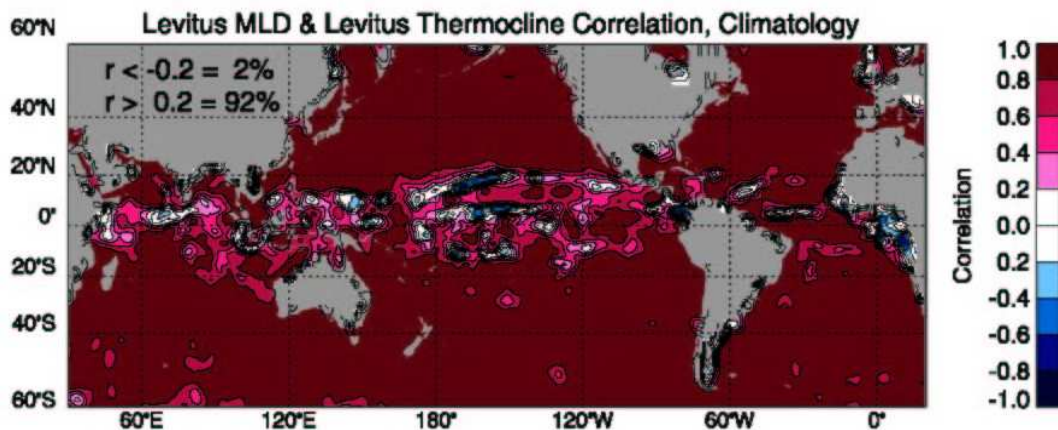 Levitus MLD & Levitus Thermocline Correlation, Climatology
60°N
40°N
20°N
0°
20°S
40°S
60°S
r < -0.2 = 2%
r > 0.2 = 92%
60°E
120°E
180°
120°W
60°W
0°
1.0
0.8
0.6
0.4
0.2
0.0
0.2
-0.4
-0.6
-0.8
-1.0
Correlation